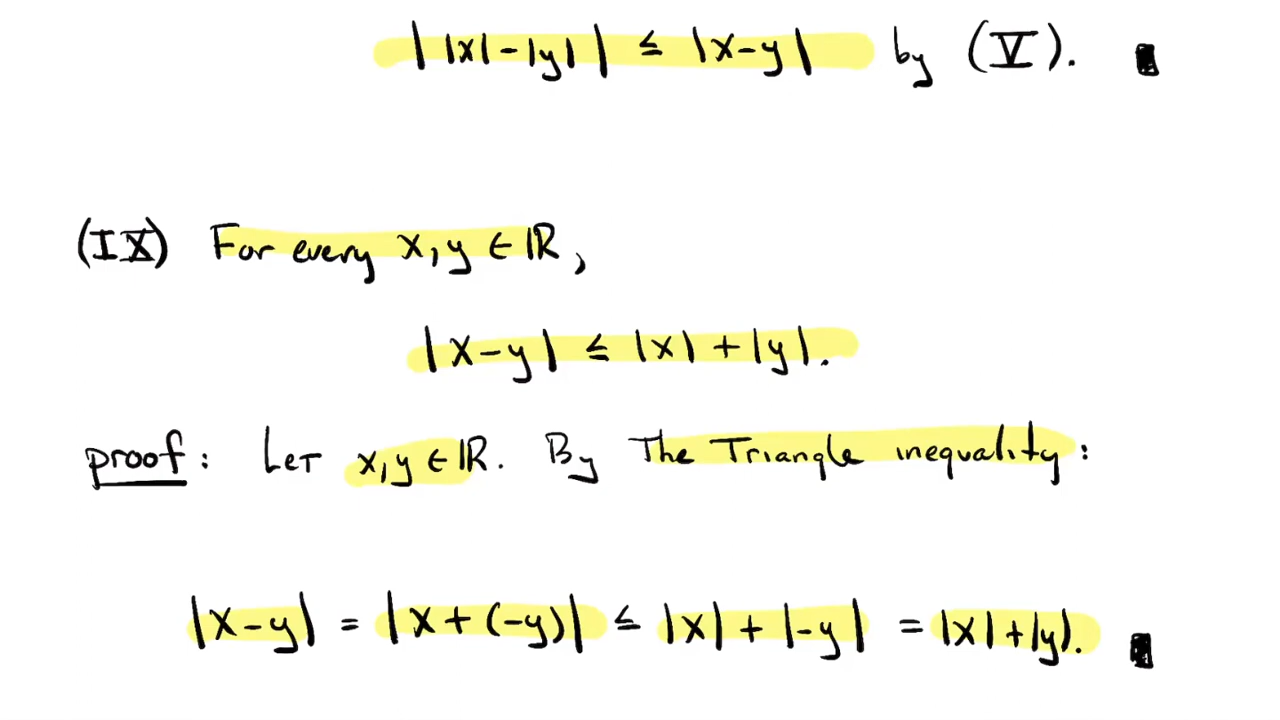 | |x| - |y| | ≤ |x-y| by (V). ∎
(IX) For every x, y ∈ ℝ,
|x-y| ≤ |x| + |y|.
proof: Let x, y ∈ ℝ. By The Triangle inequality:
|x-y| = |x+(-y)| ≤ |x| + |-y| = |x| + |y|. ∎